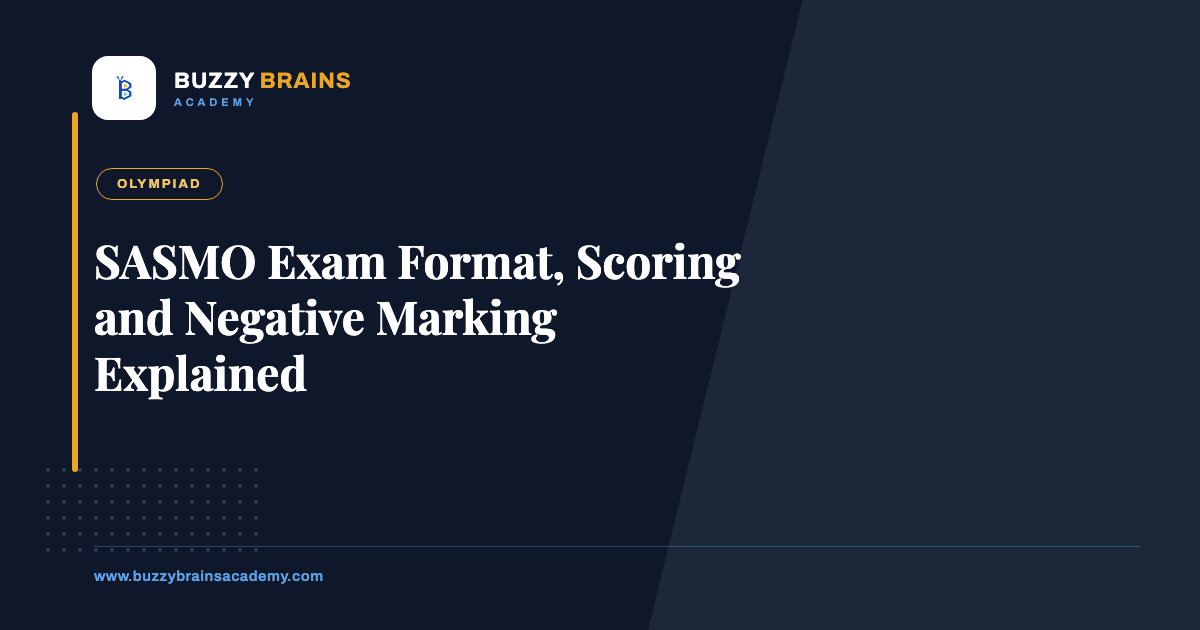 BUZZY BRAINS
ACADEMY
OLYMPIAD
SASMO Exam Format, Scoring
and Negative Marking
Explained
www.buzzybrainsacademy.com